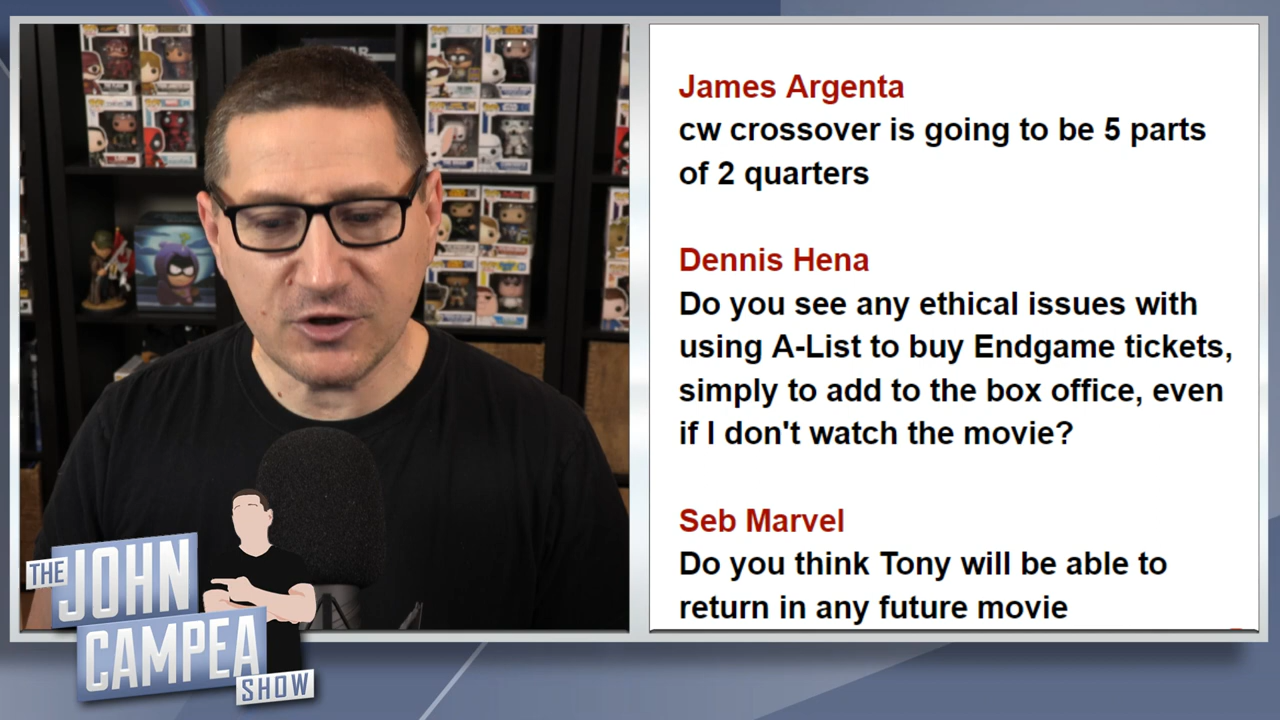 James Argenta
cw crossover is going to be 5 parts
of 2 quarters
Dennis Hena
Do you see any ethical issues with
using A-List to buy Endgame tickets,
simply to add to the box office, even
if I don't watch the movie?
Seb Marvel
Do you think Tony will be able to
return in any future movie
THE
JOHN
CAMPEA
SHOW